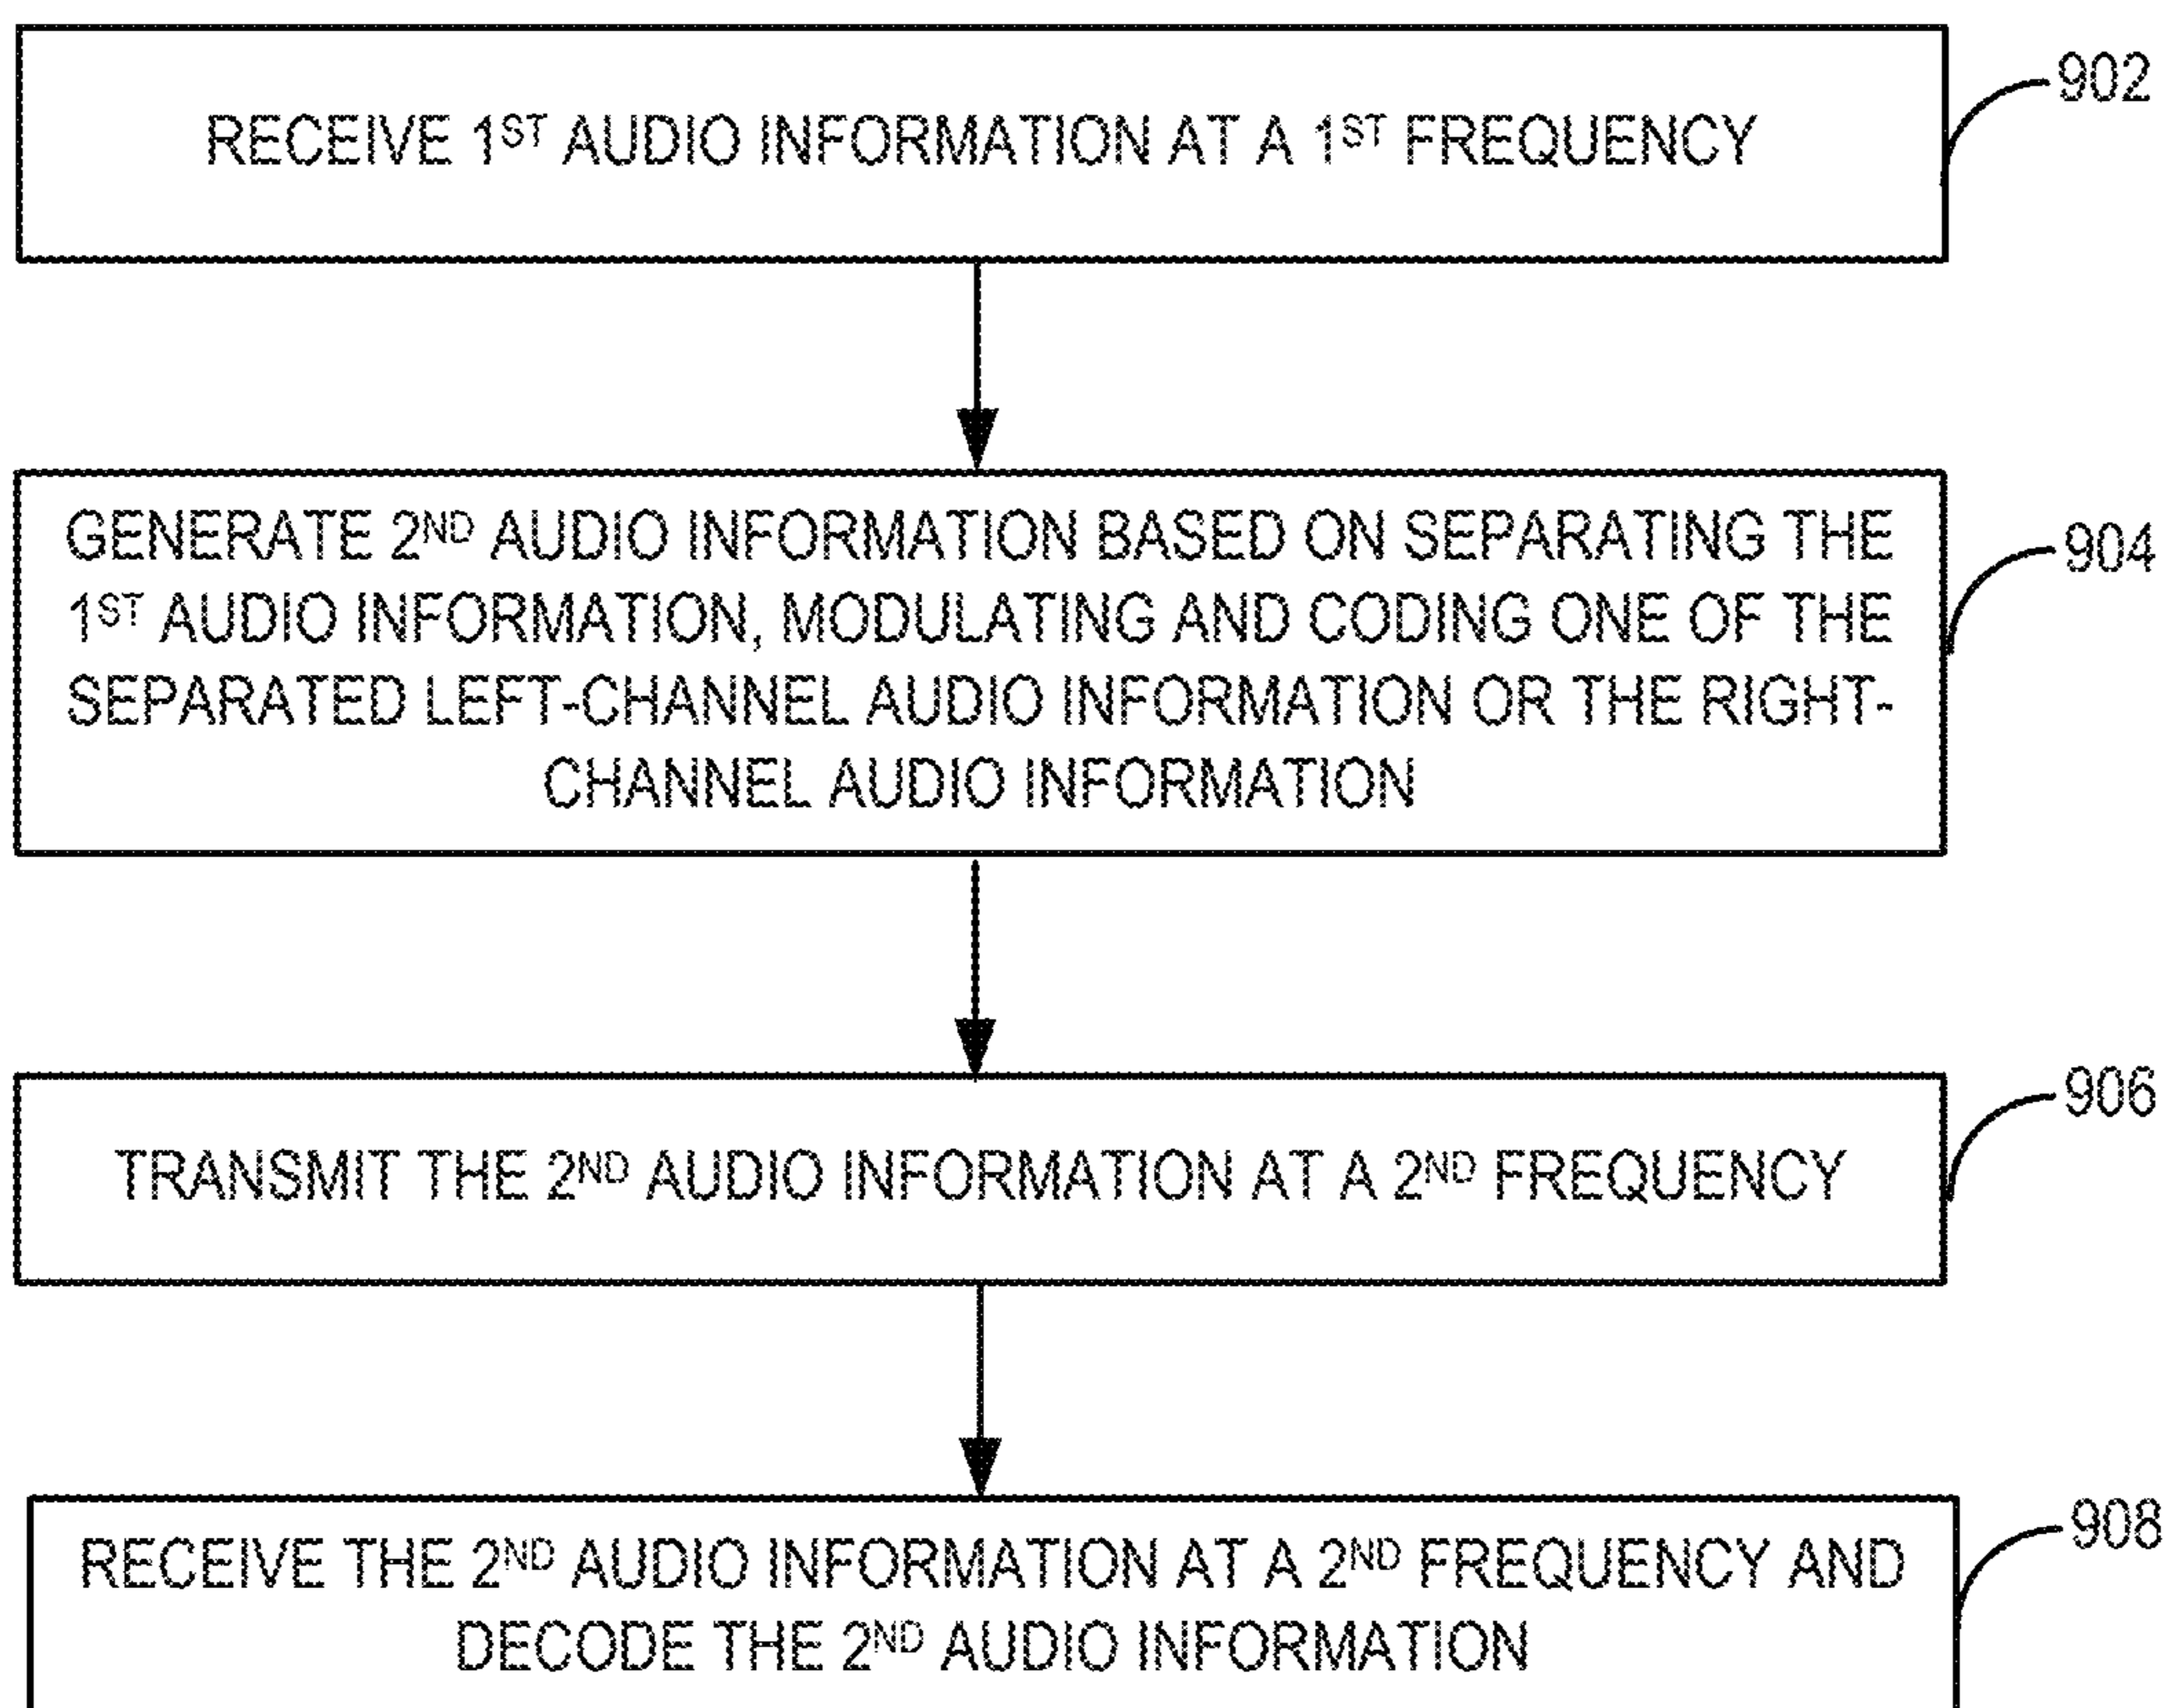 RECEIVE 1ST AUDIO INFORMATION AT A 1ST FREQUENCY
902
GENERATE 2ND AUDIO INFORMATION BASED ON SEPARATING THE
1ST AUDIO INFORMATION, MODULATING AND CODING ONE OF THE
SEPARATED LEFT-CHANNEL AUDIO INFORMATION OR THE RIGHT-
CHANNEL AUDIO INFORMATION
904
TRANSMIT THE 2ND AUDIO INFORMATION AT A 2ND FREQUENCY
906
RECEIVE THE 2ND AUDIO INFORMATION AT A 2ND FREQUENCY AND
DECODE THE 2ND AUDIO INFORMATION
908